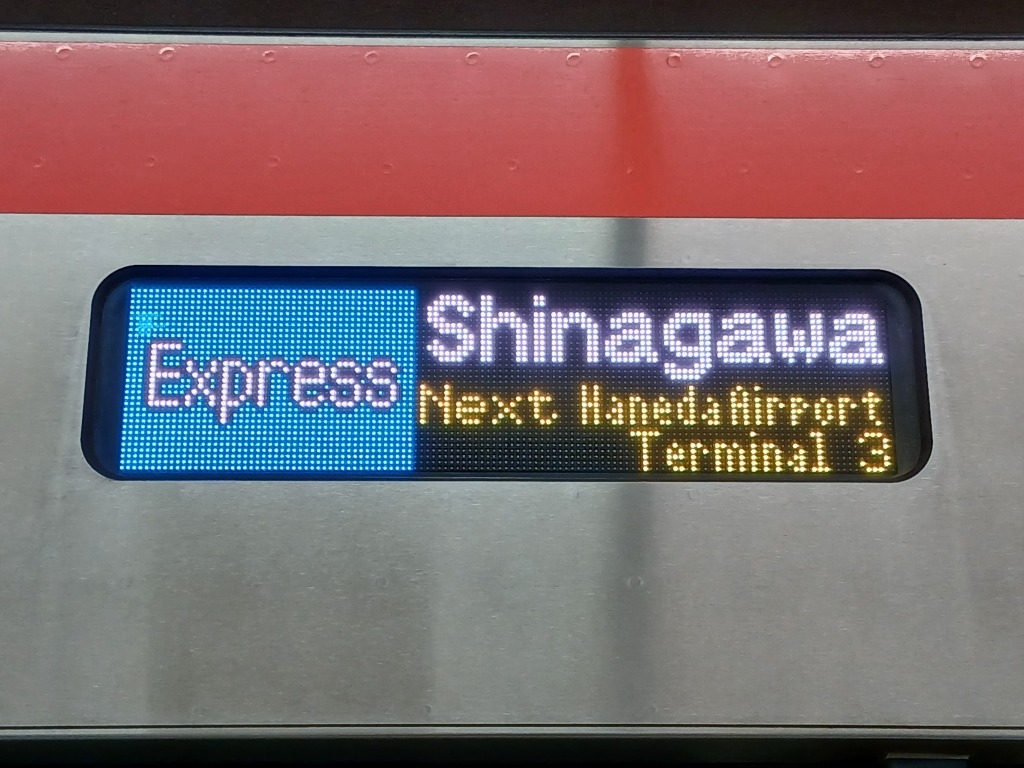 Express
Shinagawa
Next Haneda Airport
Terminal 3